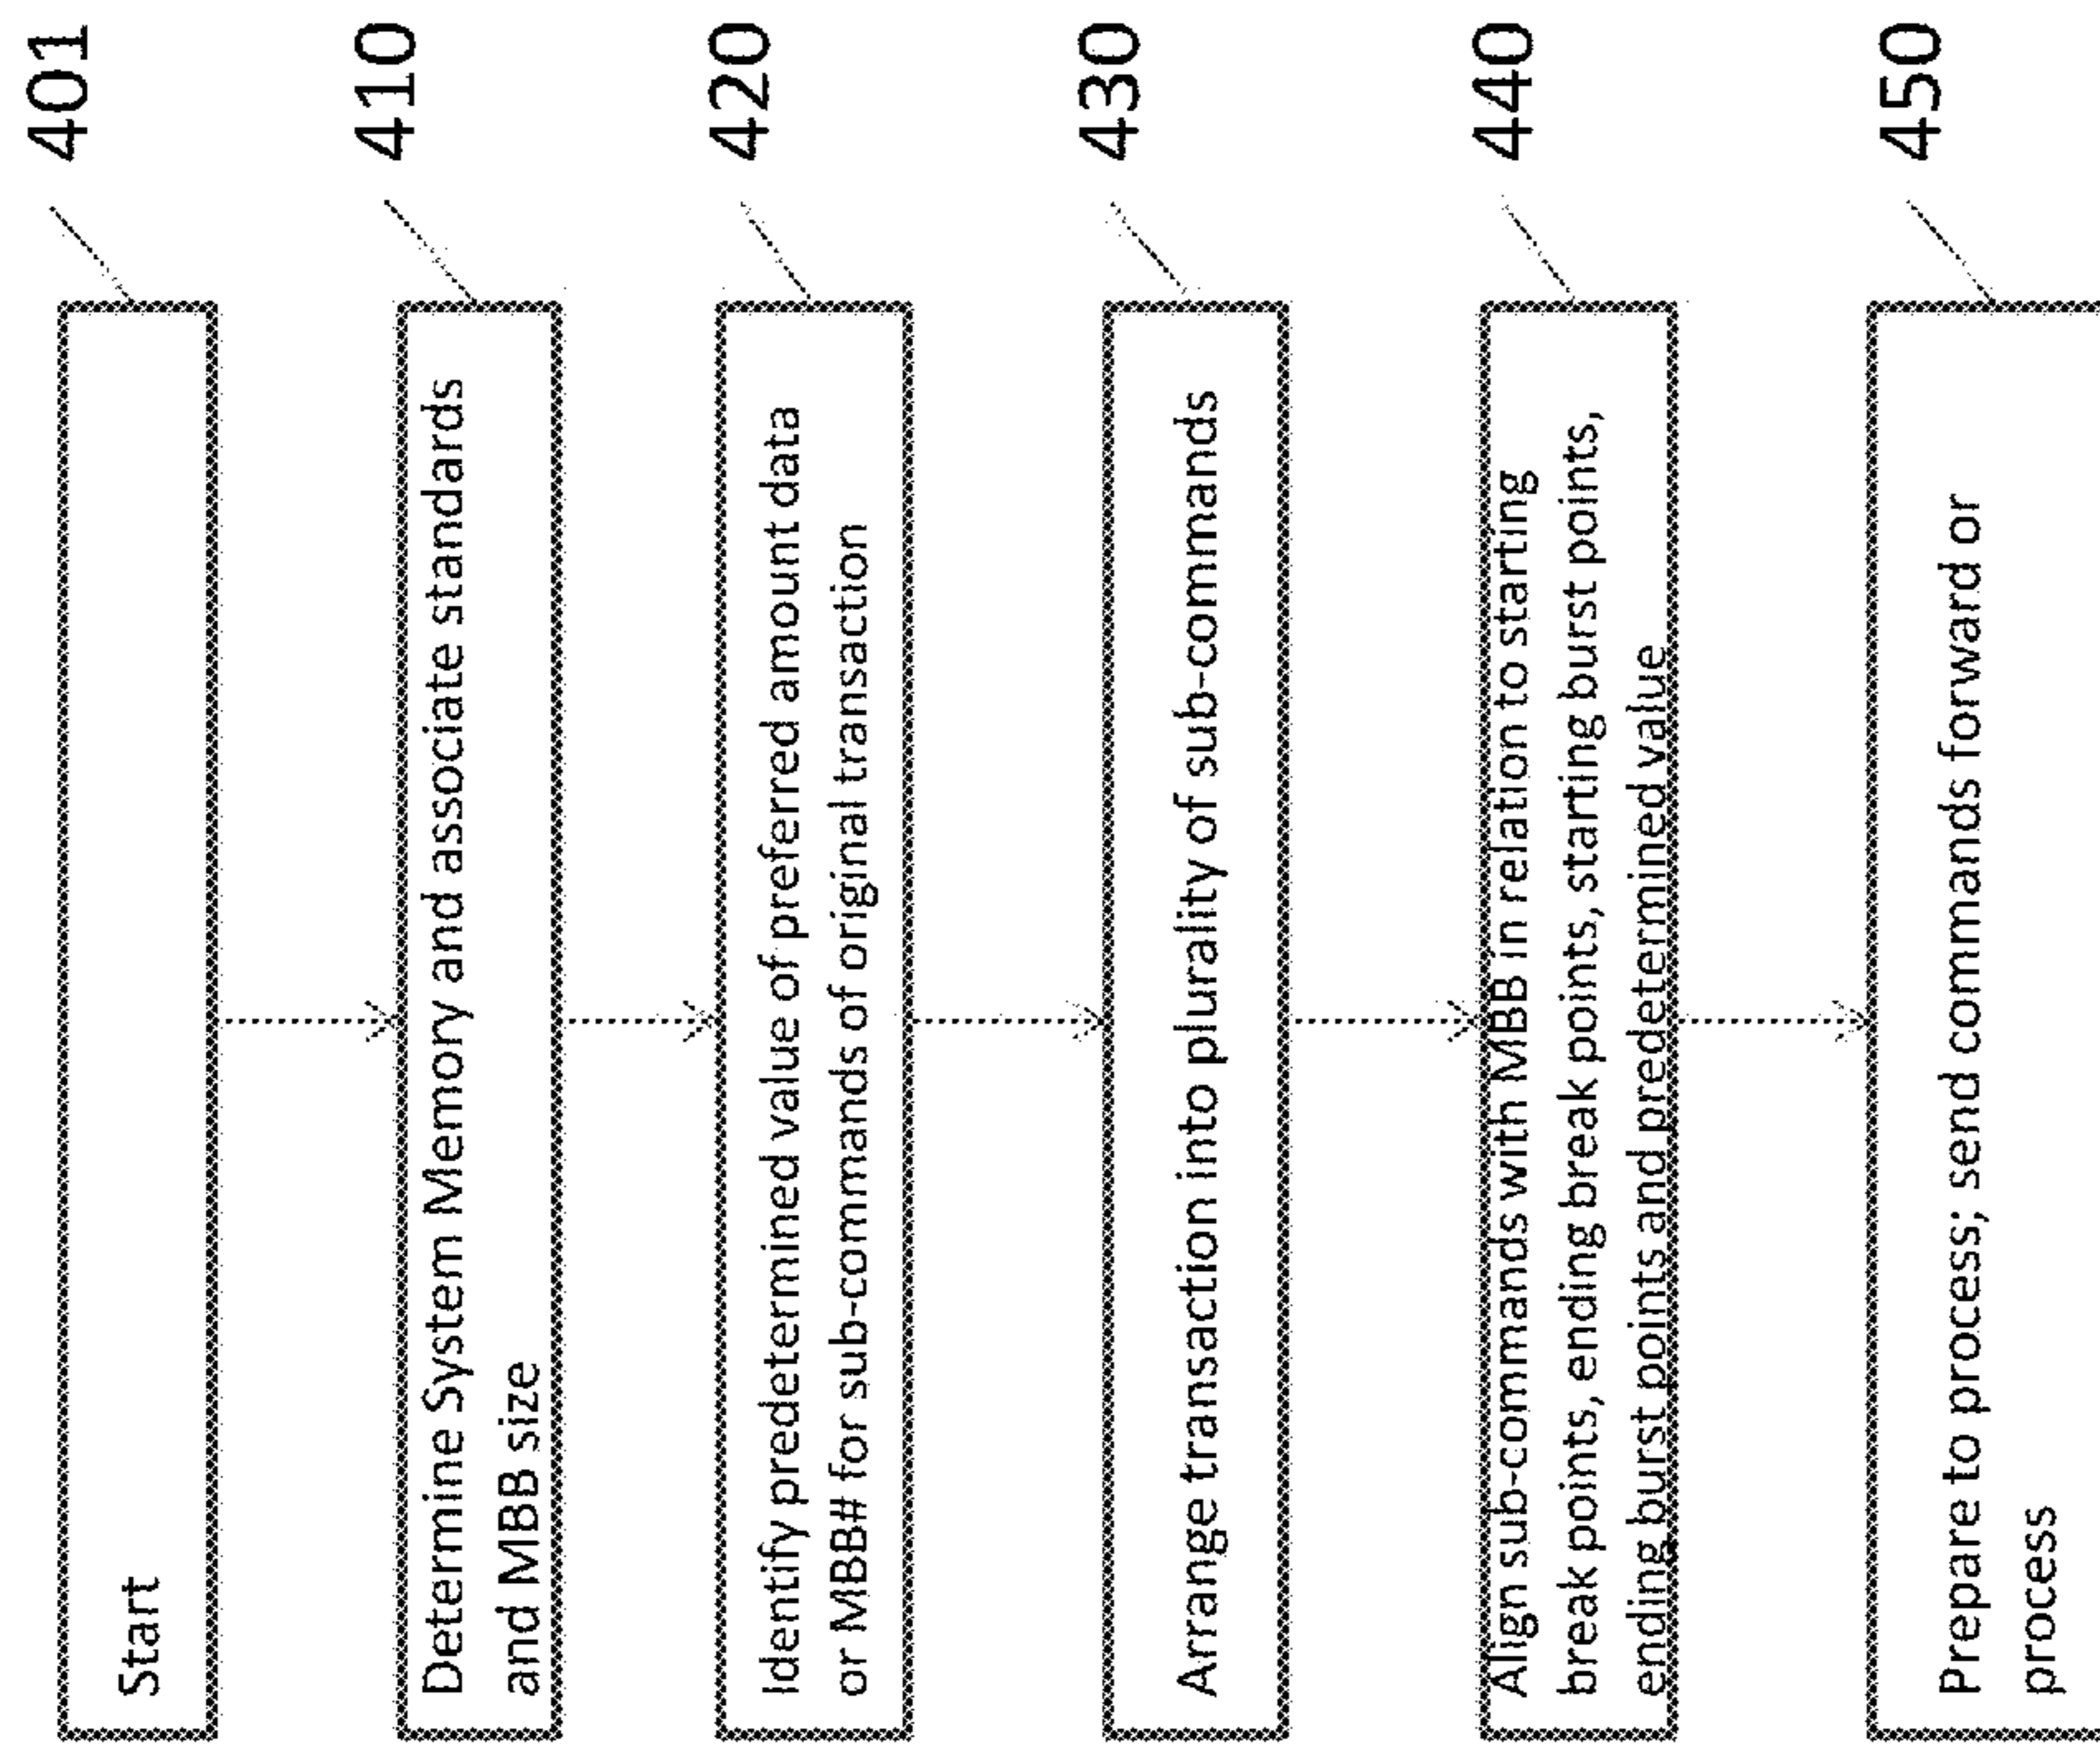 Start
401
Determine System Memory and associate standards
and MBB size
410
Identify predetermined value of preferred amount data
or MBB# for sub-commands of original transaction
420
Arrange transaction into plurality of sub-commands
430
Align sub-commands with MBB in relation to starting
break points, ending break points, starting burst points,
ending burst points and predetermined value
440
Prepare to process; send commands forward or
process
450